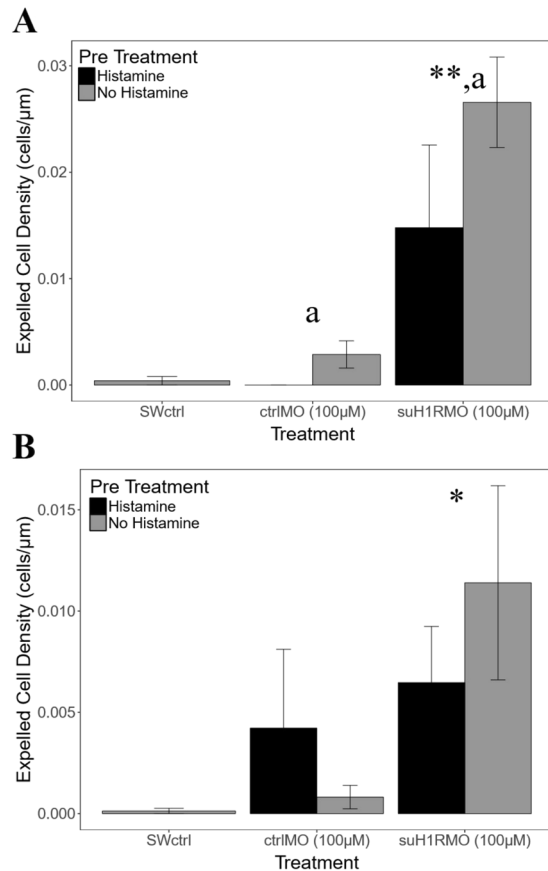 A
Expelled Cell Density (cells/µm)
0.03
0.02
0.01
0.00
Pre Treatment
Histamine
No Histamine
**,a
a
SWctrl
ctrlMO (100µM)
suH1RMO (100µM)
Treatment
B
Expelled Cell Density (cells/µm)
0.015
0.010
0.005
0.000
Pre Treatment
Histamine
No Histamine
*
SWctrl
ctrlMO (100µM)
suH1RMO (100µM)
Treatment